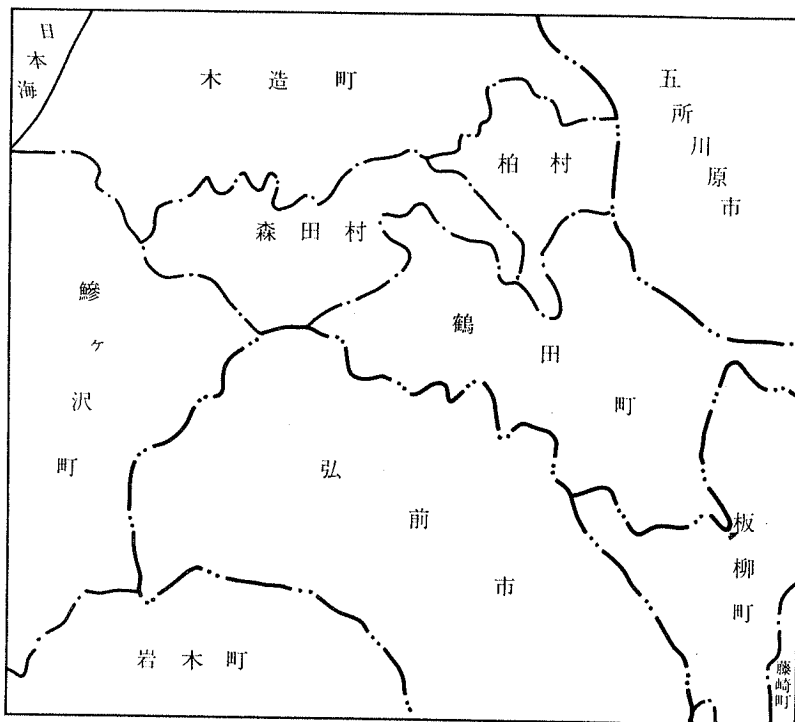 日本海
木造町
五所川原市
柏村
森田村
鰺ヶ沢町
鶴田町
弘前市
板柳町
岩木町
藤崎町